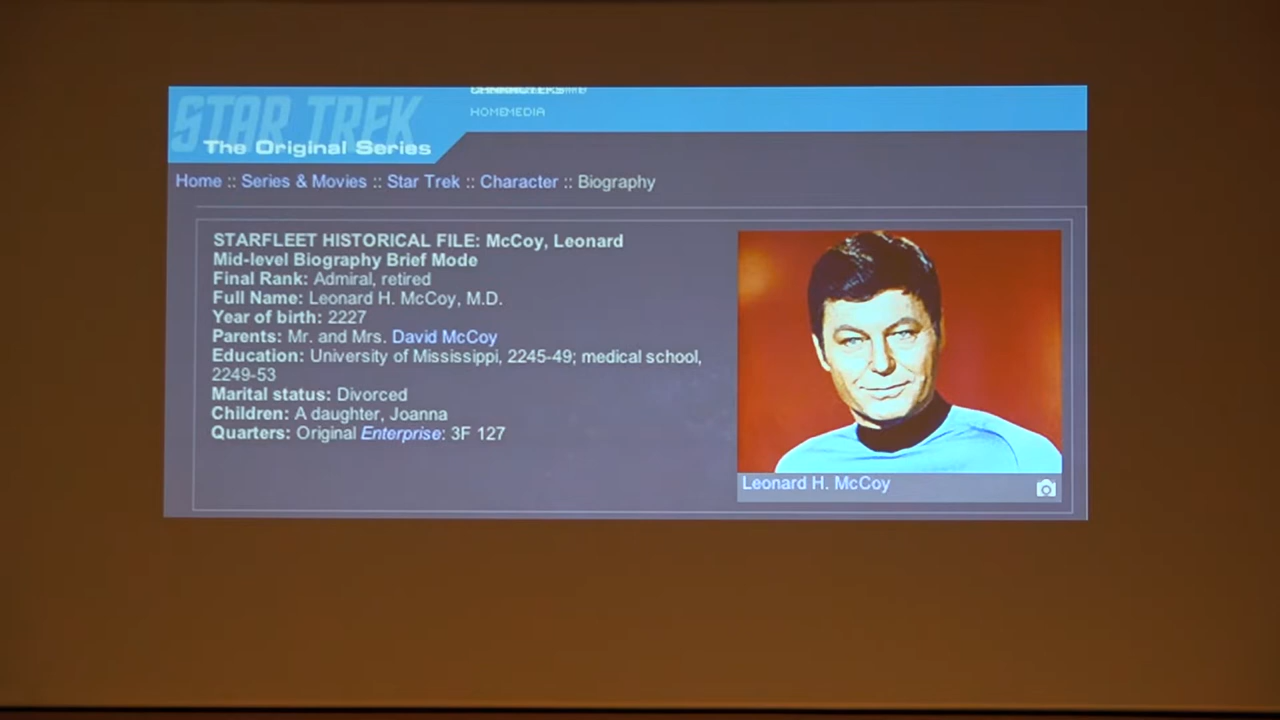 STAR TREK
The Original Series
HOMEMEDIA
Home :: Series & Movies :: Star Trek :: Character :: Biography
STARFLEET HISTORICAL FILE: McCoy, Leonard
Mid-level Biography Brief Mode
Final Rank: Admiral, retired
Full Name: Leonard H. McCoy, M.D.
Year of birth: 2227
Parents: Mr. and Mrs. David McCoy
Education: University of Mississippi, 2245-49; medical school,
2249-53
Marital status: Divorced
Children: A daughter, Joanna
Quarters: Original Enterprise: 3F 127
Leonard H. McCoy